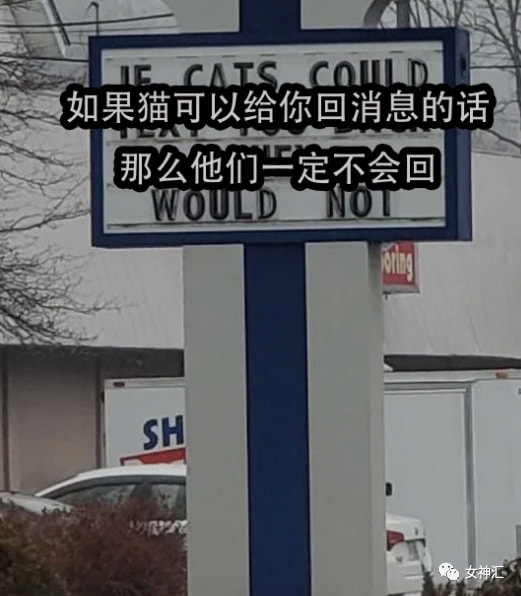 IF CATS COULD
如果猫可以给你回消息的话
那么他们一定不会回
WOULD NOT
oring
SH
女神汇